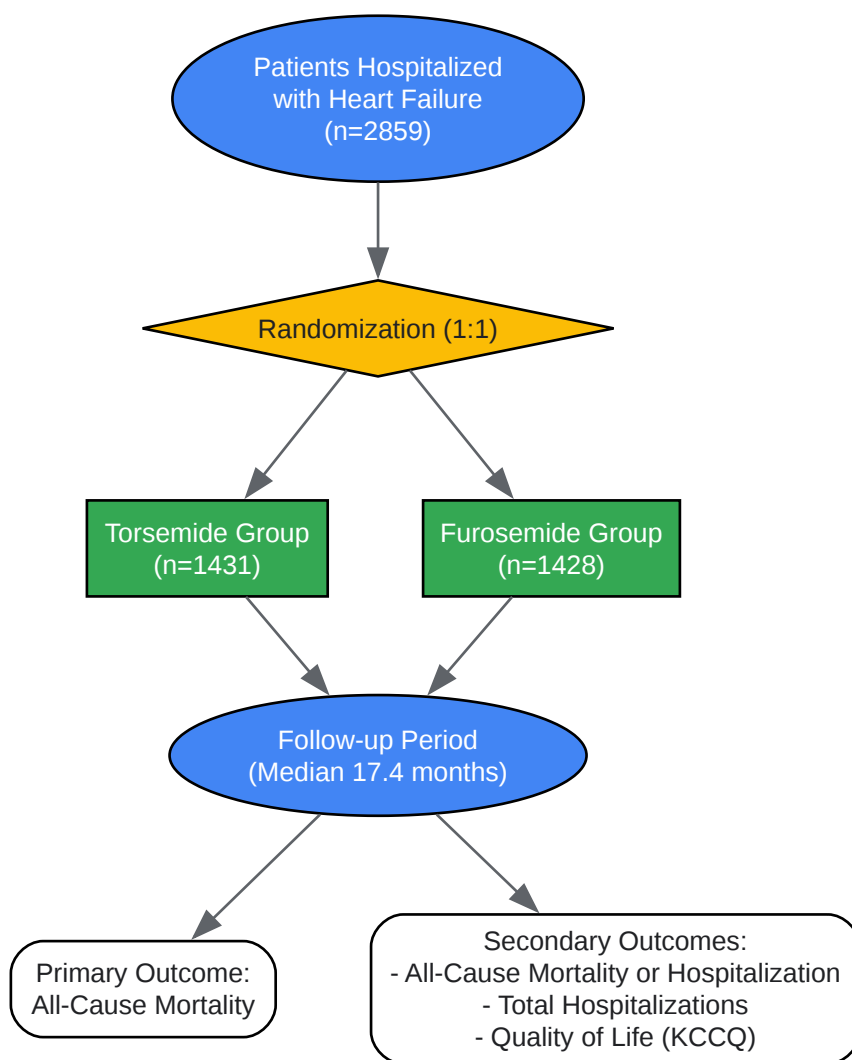 Patients Hospitalized
with Heart Failure
(n=2859)
Randomization (1:1)
Torsemide Group
(n=1431)
Furosemide Group
(n=1428)
Follow-up Period
(Median 17.4 months)
Primary Outcome:
All-Cause Mortality
Secondary Outcomes:
- All-Cause Mortality or Hospitalization
- Total Hospitalizations
- Quality of Life (KCCQ)